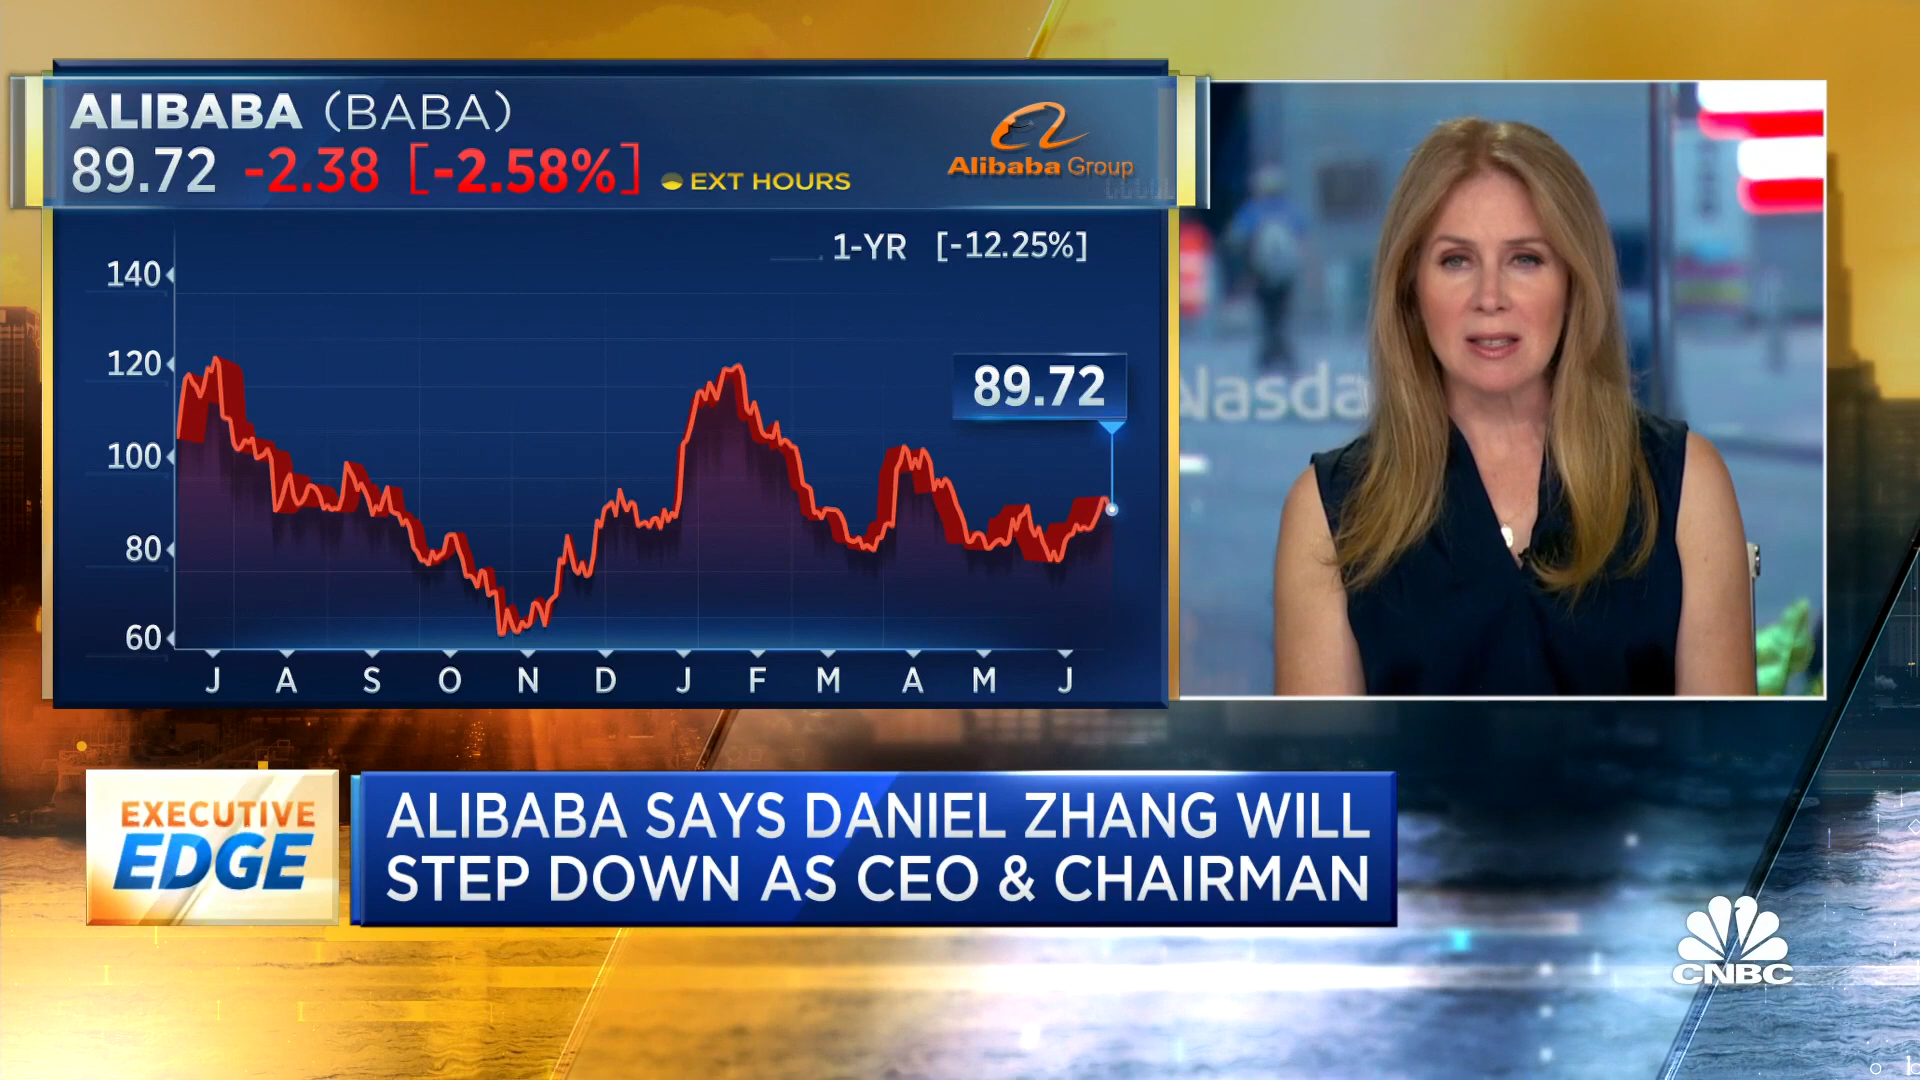 ALIBABA (BABA)
89.72 -2.38 [-2.58%] EXT HOURS
Alibaba Group
1-YR [-12.25%]
140
120
100
80
60
89.72
J A S O N D J F M A M J
Nasda
EXECUTIVE
EDGE
ALIBABA SAYS DANIEL ZHANG WILL
STEP DOWN AS CEO & CHAIRMAN
CNBC